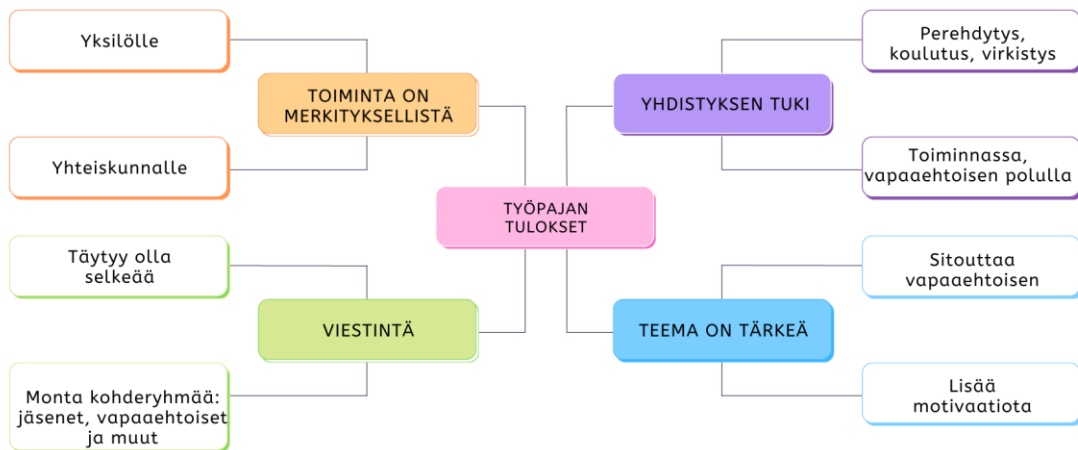 Yksilölle
TOIMINTA ON
MERKITYKSELLISTÄ
Yhteiskunnalle
Perehdytys,
koulutus, virkistys
YHDISTYKSEN TUKI
Toiminnassa,
vapaaehtoisen polulla
TYÖPAJAN
TULOKSET
Täytyy olla
selkeää
VIESTINTÄ
Monta kohderyhmää:
jäsenet, vapaaehtoiset
ja muut
Sitouttaa
vapaaehtoisen
TEEMA ON TÄRKEÄ
Lisää
motivaatiota